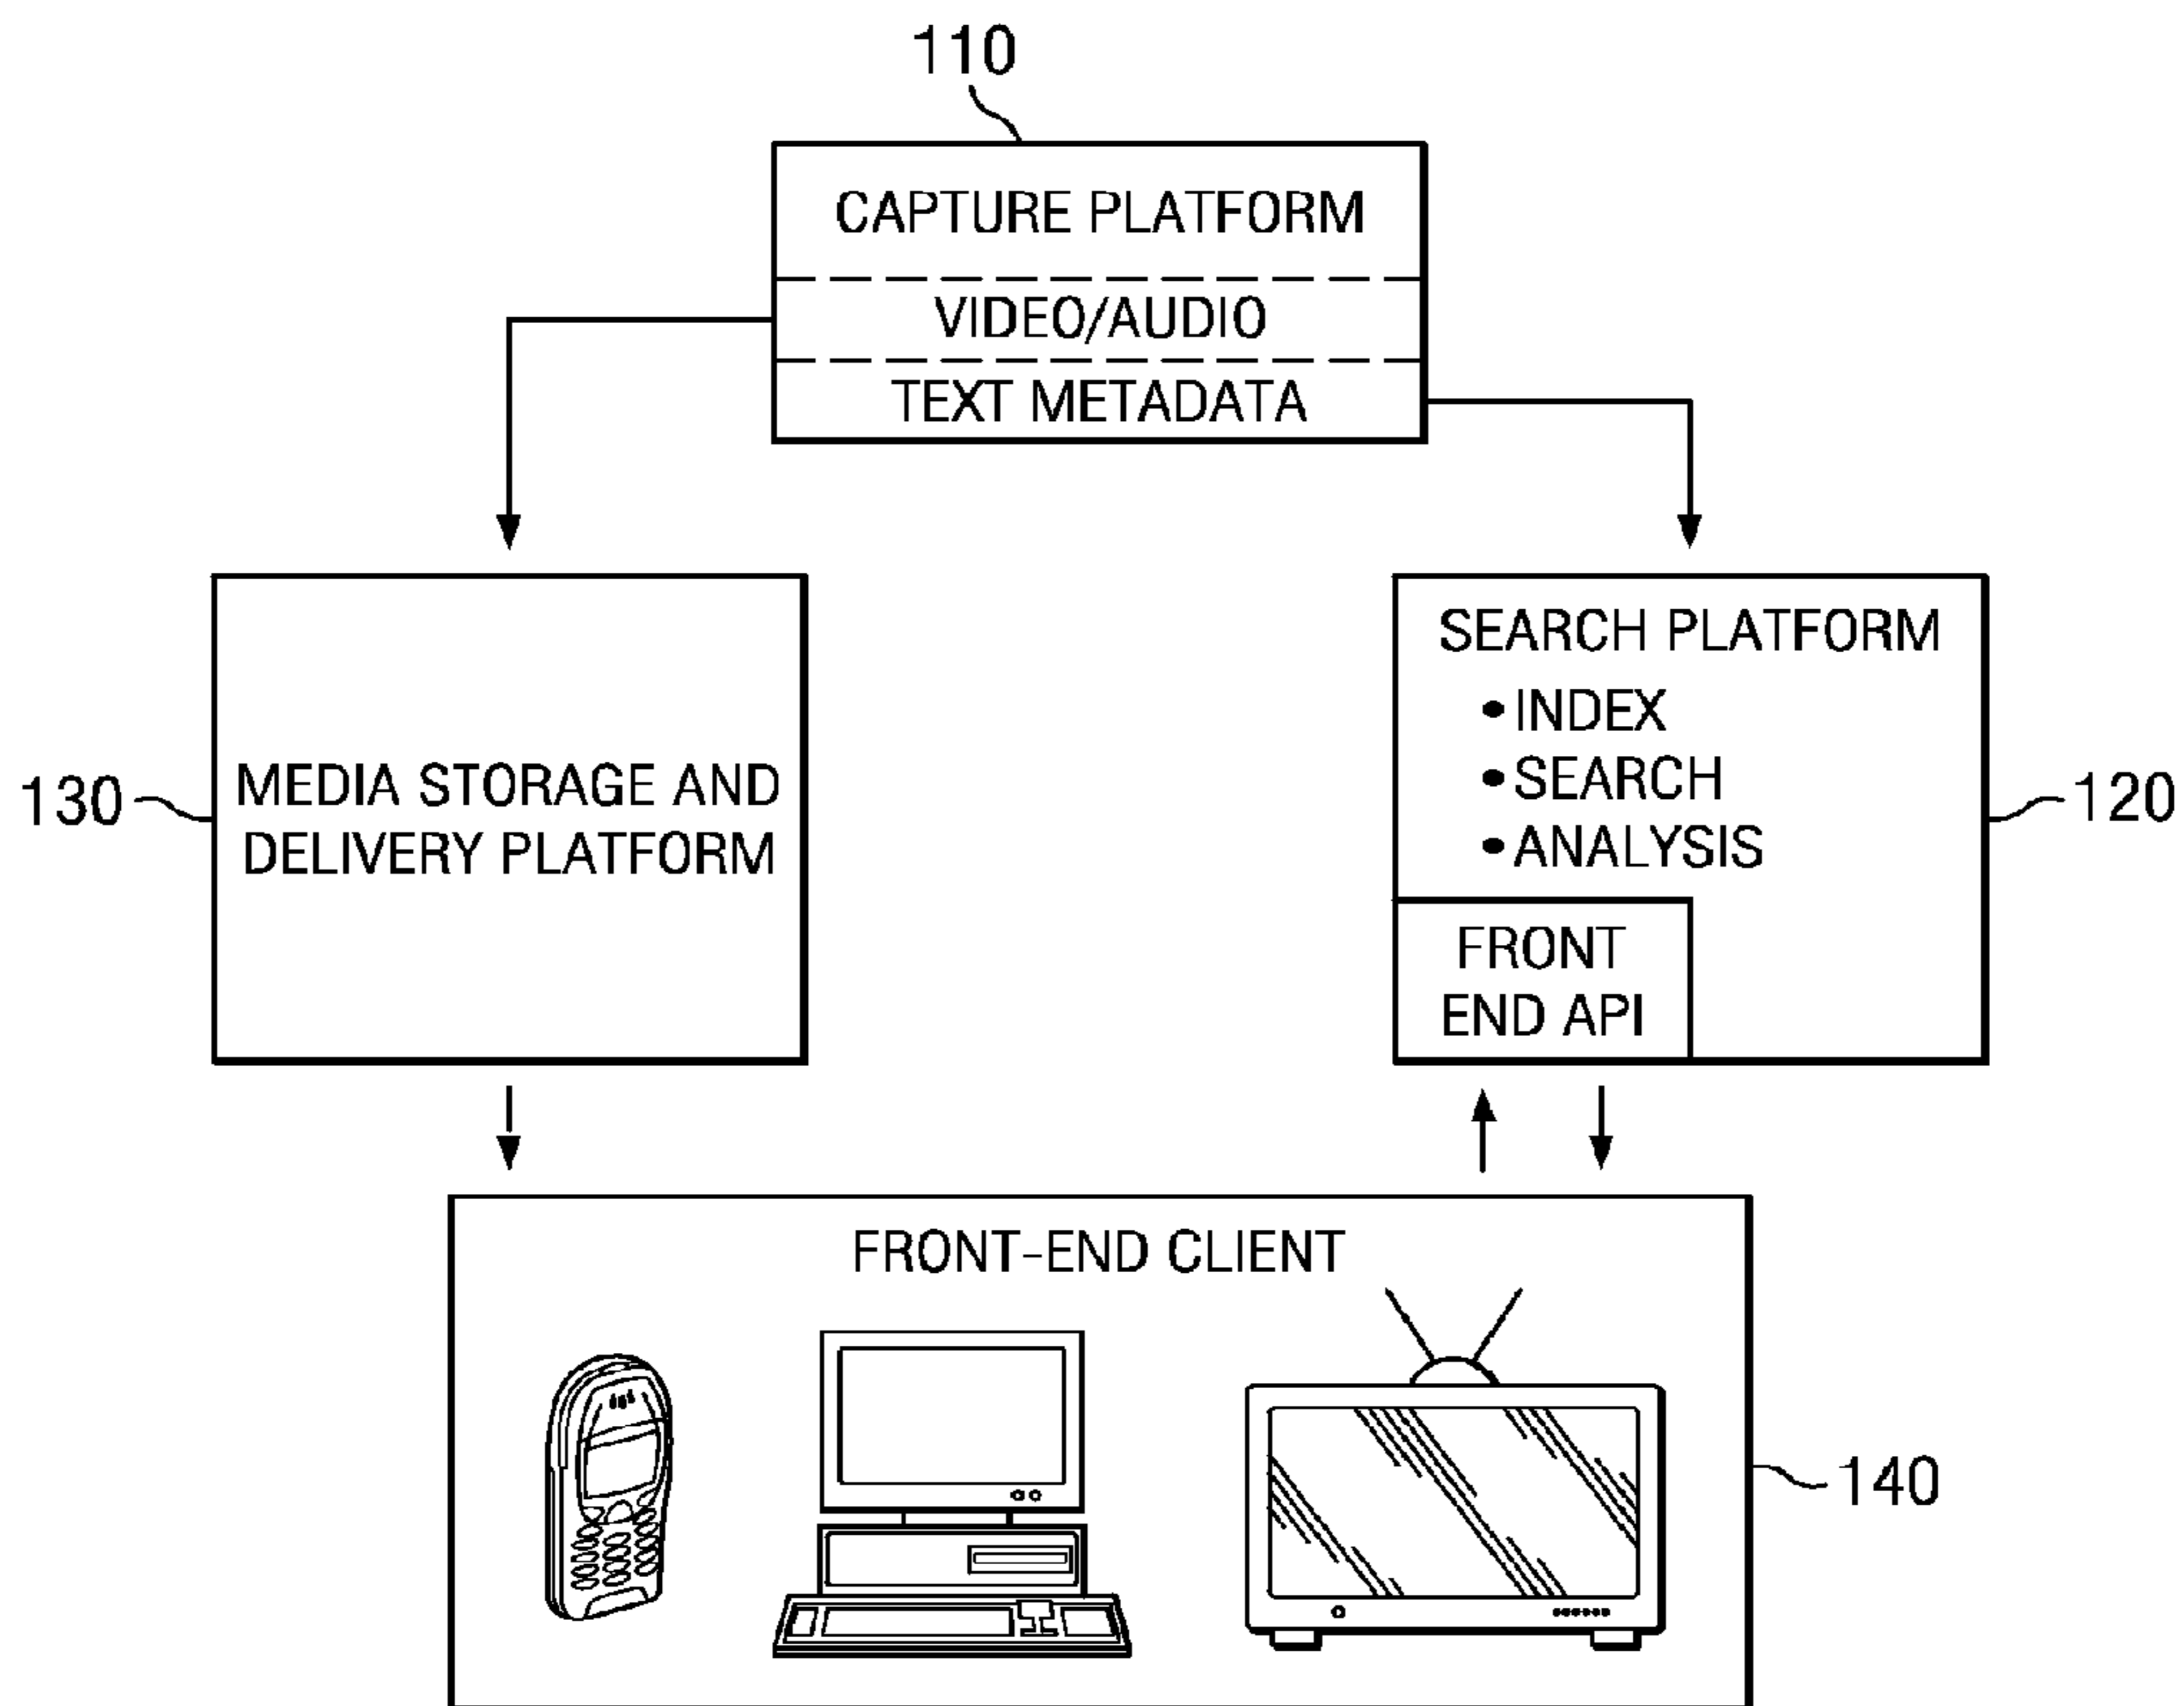 110
CAPTURE PLATFORM
VIDEO/AUDIO
TEXT METADATA
130
MEDIA STORAGE AND
DELIVERY PLATFORM
SEARCH PLATFORM
• INDEX
• SEARCH
• ANALYSIS
120
FRONT
END API
FRONT-END CLIENT
140